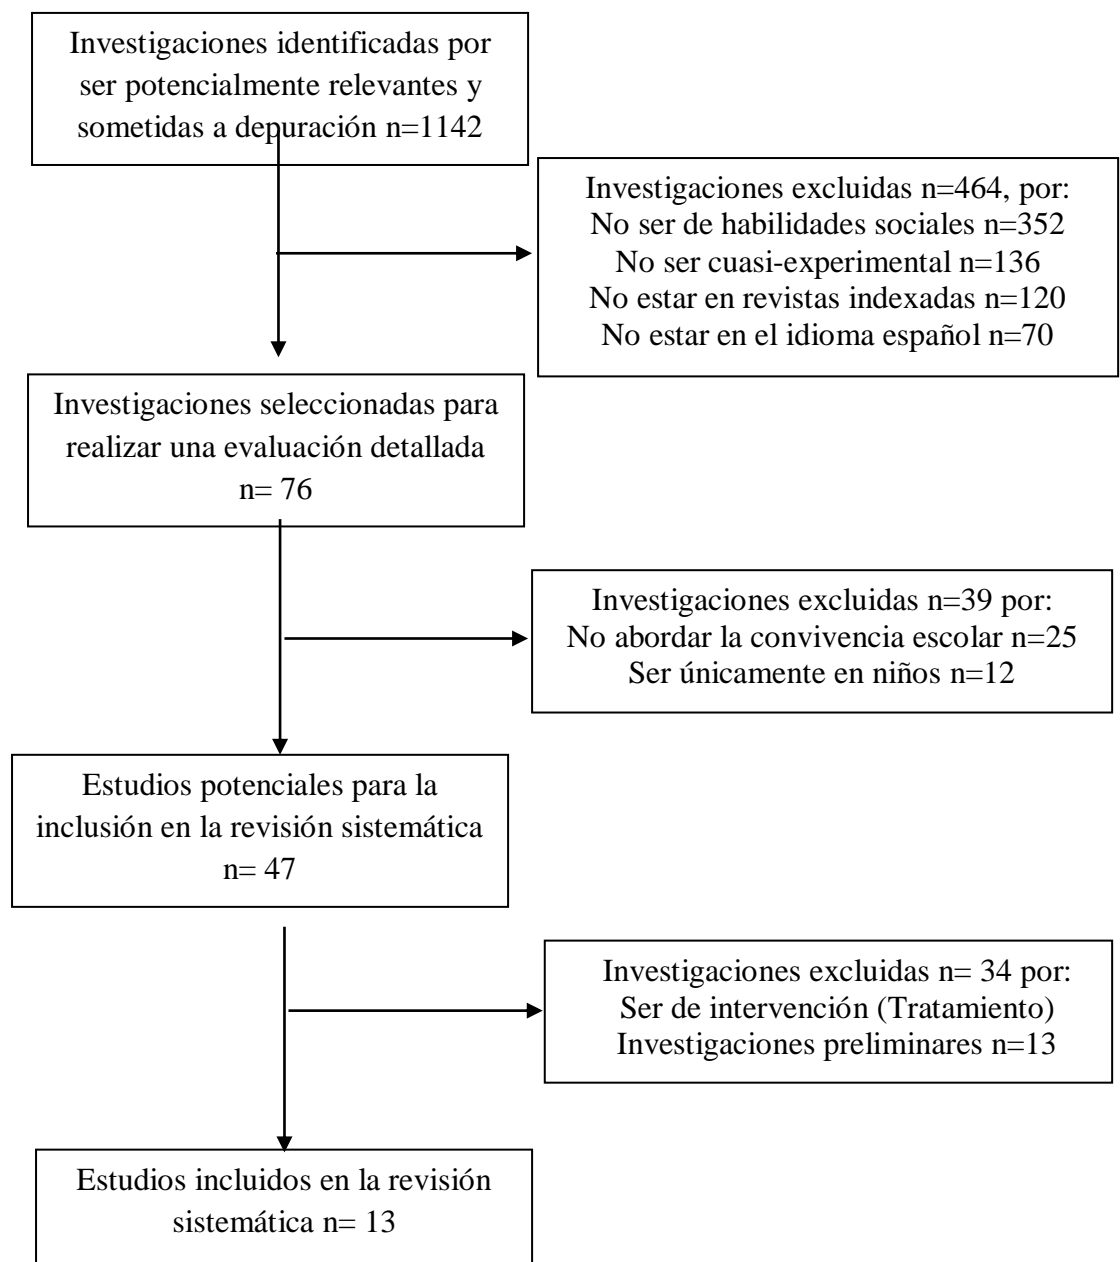 Investigaciones identificadas por
ser potencialmente relevantes y
sometidas a depuración n=1142
Investigaciones excluidas n=464, por:
No ser de habilidades sociales n=352
No ser cuasi-experimental n=136
No estar en revistas indexadas n=120
No estar en el idioma español n=70
Investigaciones seleccionadas para
realizar una evaluación detallada
n= 76
Investigaciones excluidas n=39 por:
No abordar la convivencia escolar n=25
Ser únicamente en niños n=12
Estudios potenciales para la
inclusión en la revisión sistemática
n= 47
Investigaciones excluidas n= 34 por:
Ser de intervención (Tratamiento)
Investigaciones preliminares n=13
Estudios incluidos en la revisión
sistemática n= 13